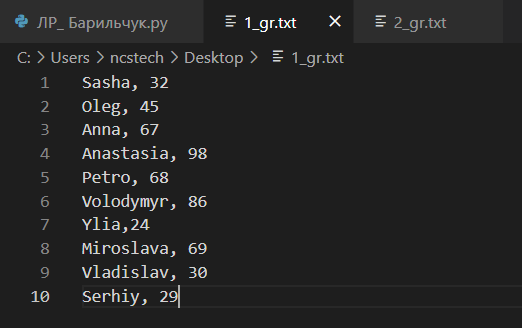 ЛР_ Барильчук.py 1_gr.txt × 2_gr.txt
C: > Users > ncstech > Desktop > 1_gr.txt
1 Sasha, 32
2 Oleg, 45
3 Anna, 67
4 Anastasia, 98
5 Petro, 68
6 Volodymyr, 86
7 Ylia,24
8 Miroslava, 69
9 Vladislav, 30
10 Serhiy, 29